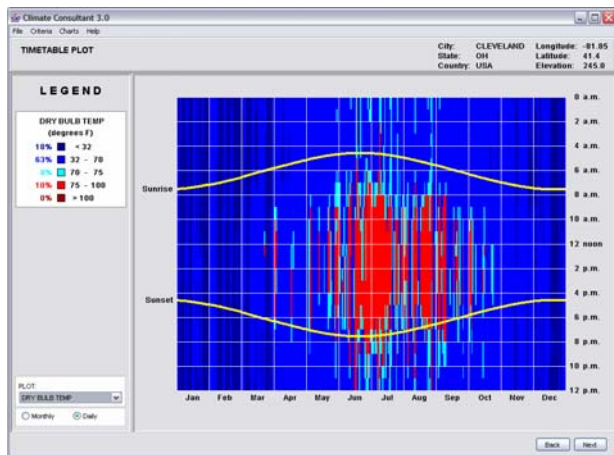 Climate Consultant 3.0
File Criteria Charts Help
TIMETABLE PLOT
City: CLEVELAND Longitude: -81.85
State: OH Latitude: 41.4
Country: USA Elevation: 245.0
LEGEND
DRY BULB TEMP
(degrees F)
18% < 32
63% 32 - 70
70 - 75
10% 75 - 100
0% > 100
0 a.m.
2 a.m.
4 a.m.
6 a.m.
Sunrise
8 a.m.
10 a.m.
12 noon
2 p.m.
4 p.m.
Sunset
6 p.m.
8 p.m.
10 p.m.
12 p.m.
Jan Feb Mar Apr May Jun Jul Aug Sep Oct Nov Dec
PLOT:
DRY BULB TEMP
Monthly Daily
Back Next